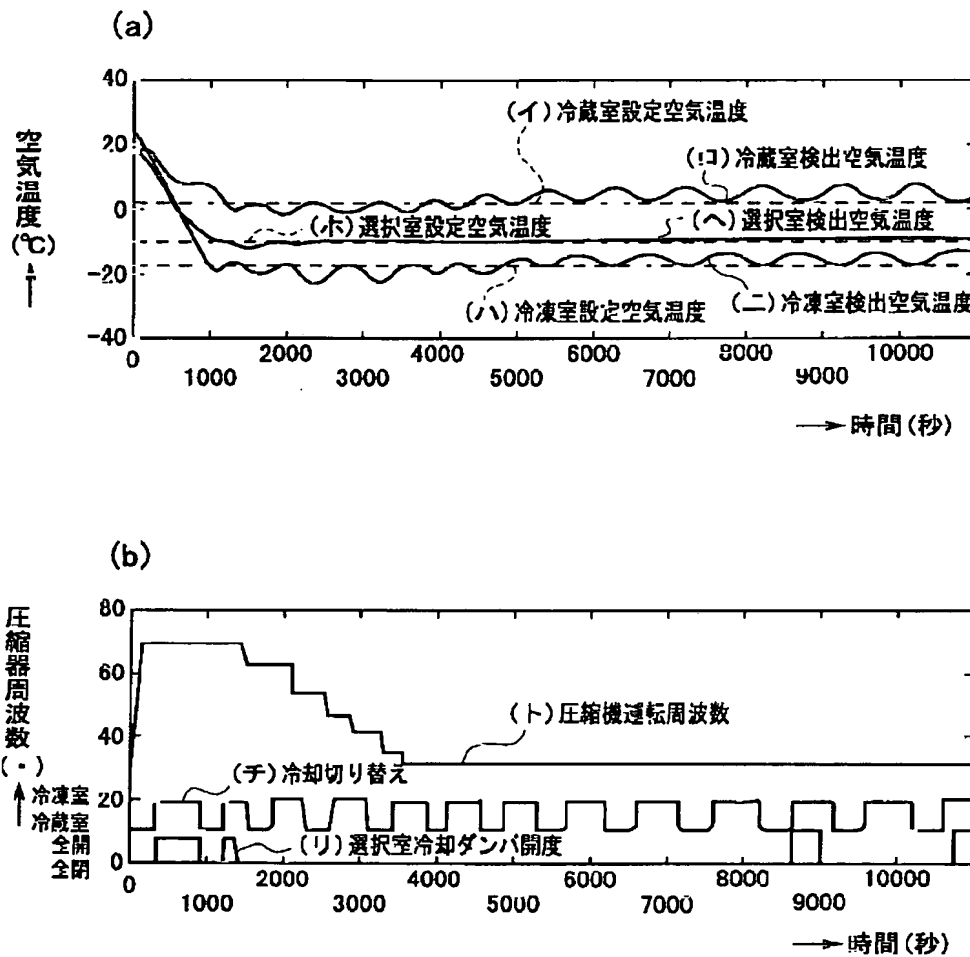 (a)
空気温度(℃)
40
20
0
-20
-40
(イ)冷蔵室設定空気温度
(ロ)冷蔵室検出空気温度
(ホ)選択室設定空気温度
(ヘ)選択室検出空気温度
(ハ)冷凍室設定空気温度
(ニ)冷凍室検出空気温度
0 2000 4000 6000 8000 10000
1000 3000 5000 7000 9000
→時間(秒)
(b)
圧縮器周波数(・)
80
60
40
20
0
冷凍室
冷蔵室
全開
全閉
(ト)圧縮機運転周波数
(チ)冷却切り替え
(リ)選択室冷却ダンパ開度
0 2000 4000 6000 8000 10000
1000 3000 5000 7000 9000
→時間(秒)